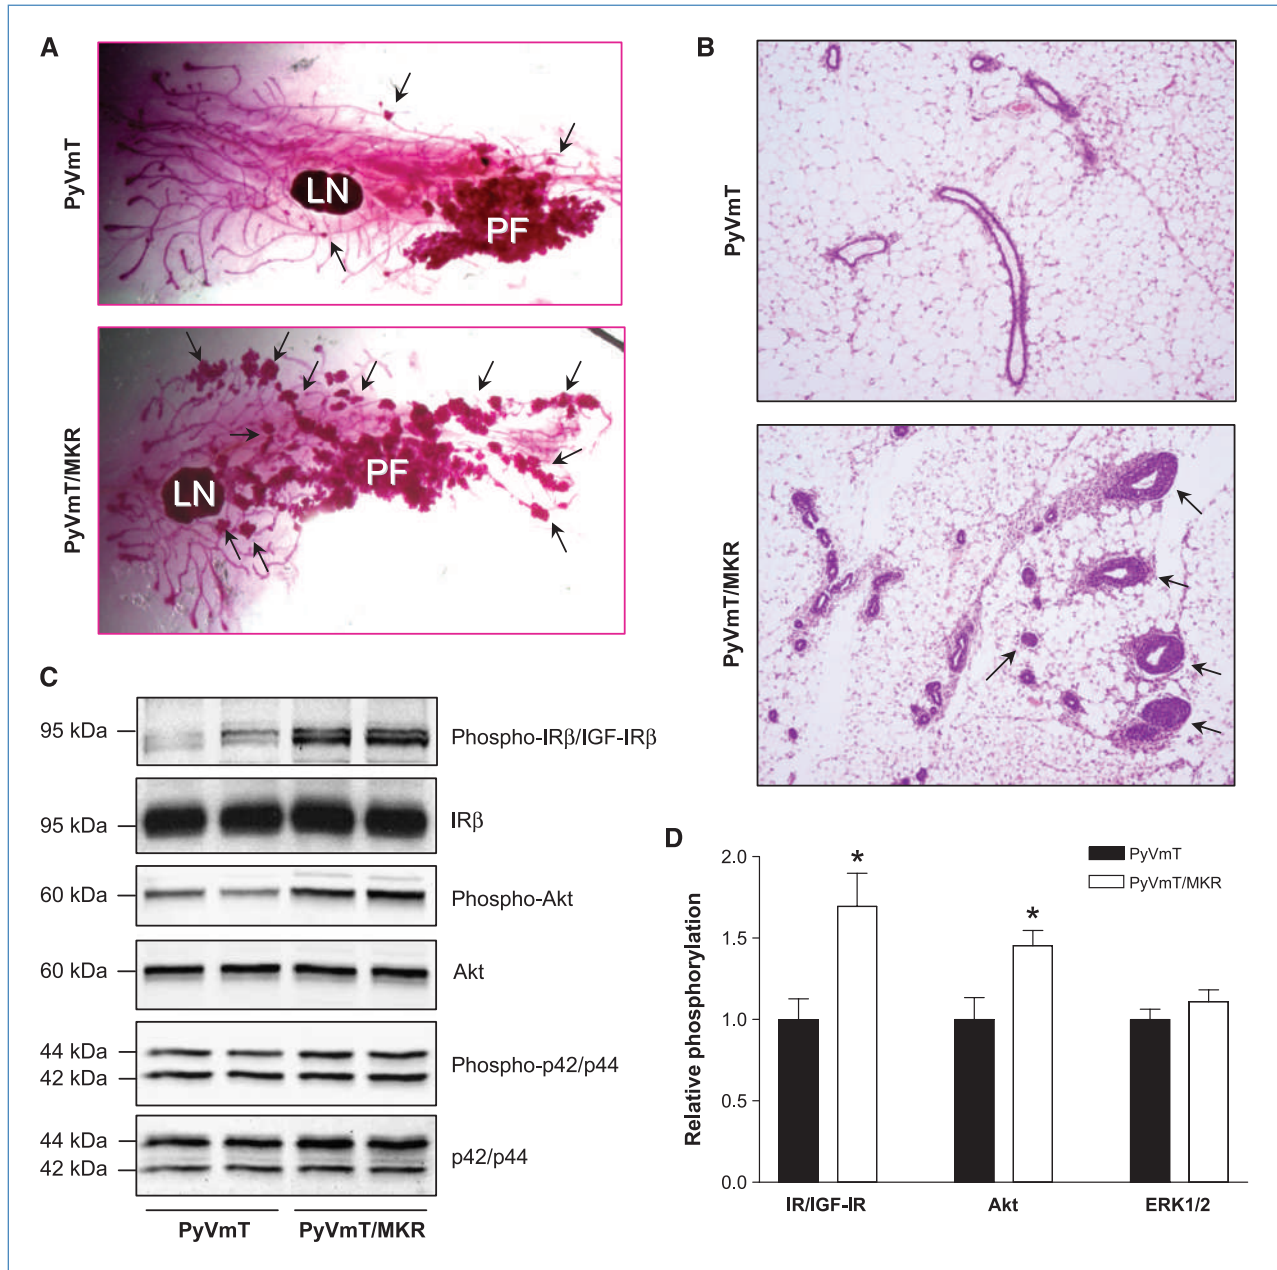 A
PyVmT
LN
PF
PyVmT/MKR
LN
PF
B
PyVmT
PyVmT/MKR
C
95 kDa
Phospho-IRβ/IGF-IRβ
95 kDa
IRβ
60 kDa
Phospho-Akt
60 kDa
Akt
44 kDa
42 kDa
Phospho-p42/p44
44 kDa
42 kDa
p42/p44
PyVmT
PyVmT/MKR
D
Relative phosphorylation
2.0
1.5
1.0
0.5
0.0
*
*
PyVmT
PyVmT/MKR
IR/IGF-IR
Akt
ERK1/2